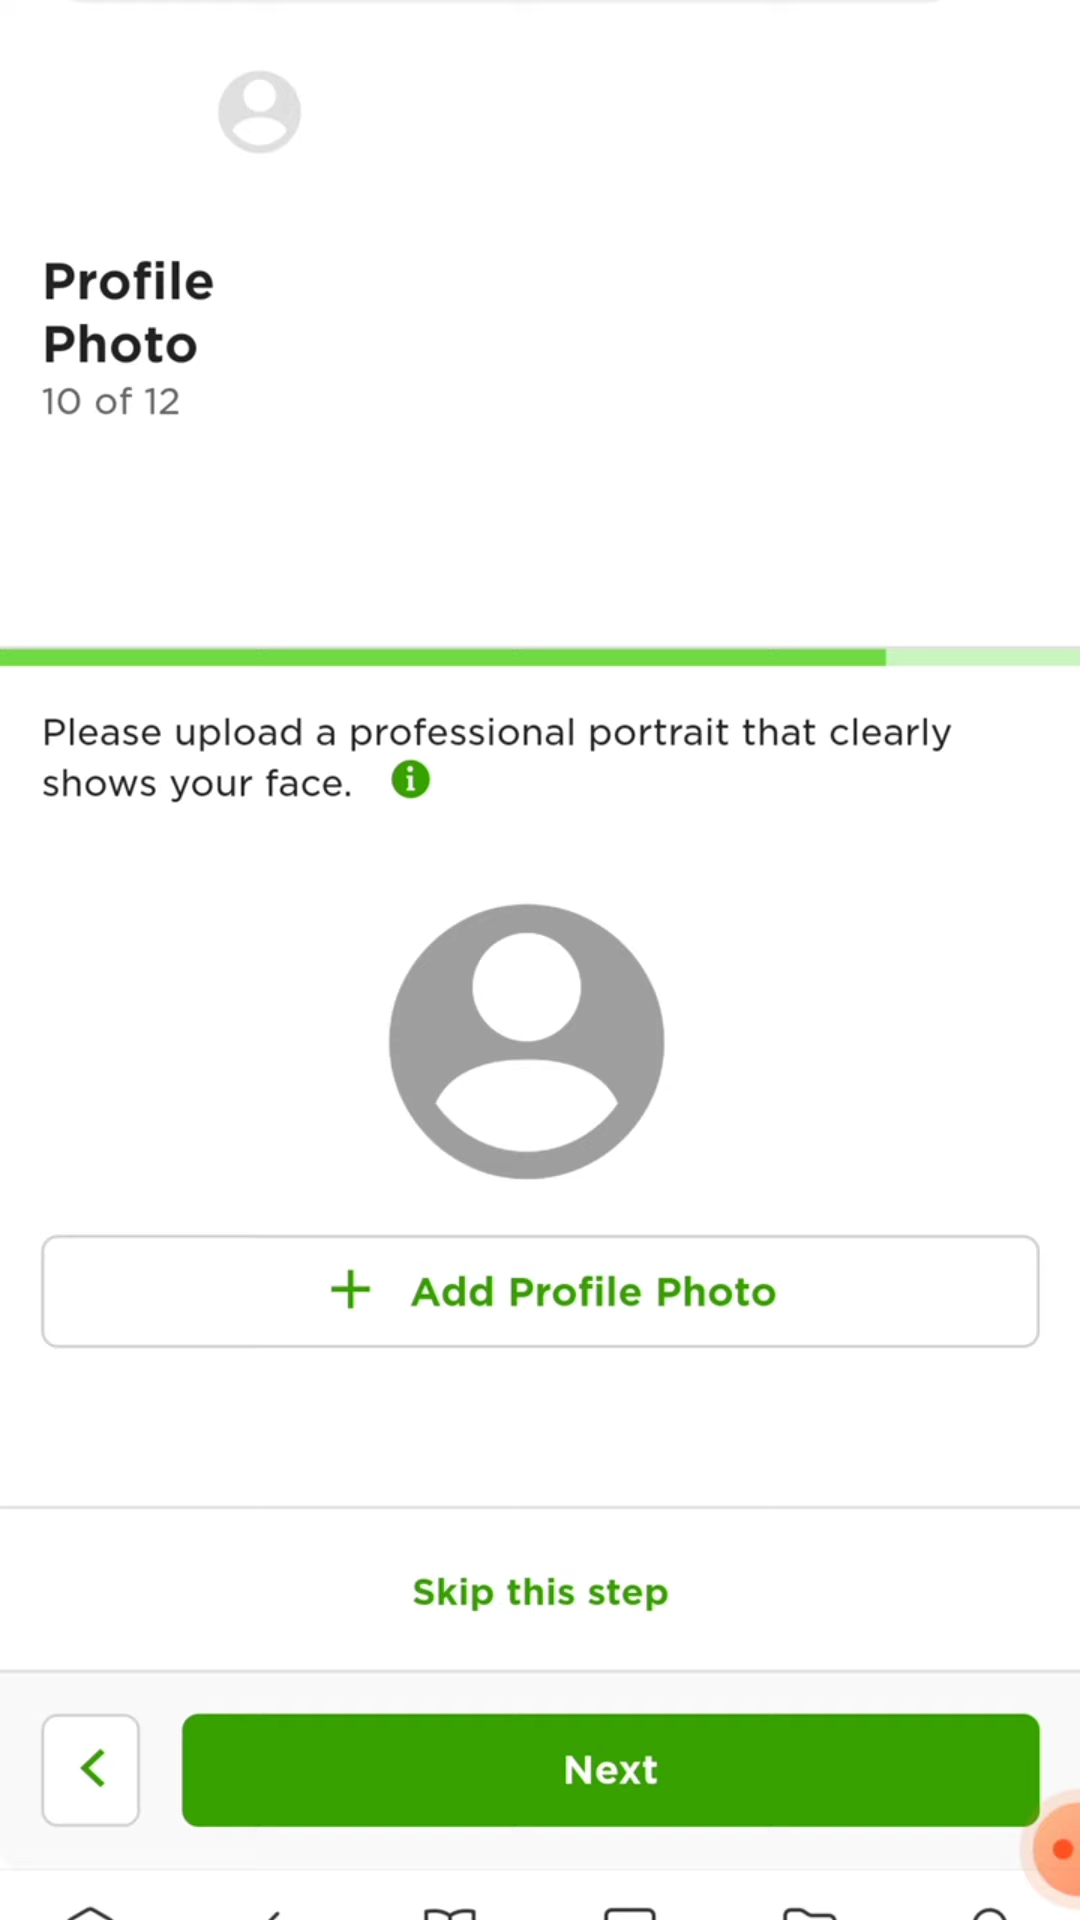 Profile
Photo
10 of 12
Please upload a professional portrait that clearly
shows your face.
+ Add Profile Photo
Skip this step
Next